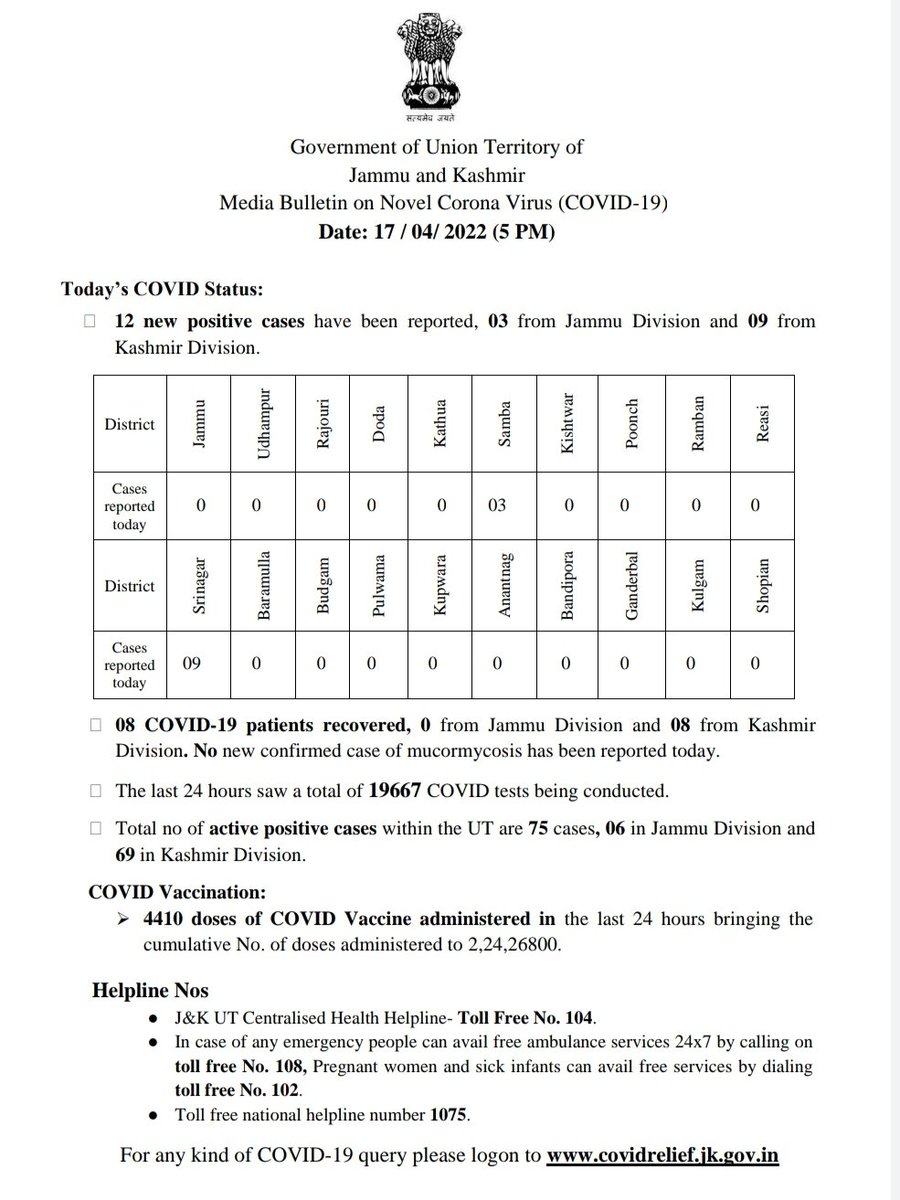 सत्यमेव जयते
Government of Union Territory of
Jammu and Kashmir
Media Bulletin on Novel Corona Virus (COVID-19)
Date: 17 / 04/ 2022 (5 PM)
Today’s COVID Status:
12 new positive cases have been reported, 03 from Jammu Division and 09 from
Kashmir Division.
District Jammu Udhampur Rajouri Doda Kathua Samba Kishtwar Poonch Ramban Reasi
Cases reported today 0 0 0 0 0 03 0 0 0 0
District Srinagar Baramulla Budgam Pulwama Kupwara Anantnag Bandipora Ganderbal Kulgam Shopian
Cases reported today 09 0 0 0 0 0 0 0 0 0
08 COVID-19 patients recovered, 0 from Jammu Division and 08 from Kashmir
Division. No new confirmed case of mucormycosis has been reported today.
The last 24 hours saw a total of 19667 COVID tests being conducted.
Total no of active positive cases within the UT are 75 cases, 06 in Jammu Division and
69 in Kashmir Division.
COVID Vaccination:
➢ 4410 doses of COVID Vaccine administered in the last 24 hours bringing the
cumulative No. of doses administered to 2,24,26800.
Helpline Nos
● J&K UT Centralised Health Helpline- Toll Free No. 104.
● In case of any emergency people can avail free ambulance services 24x7 by calling on
toll free No. 108, Pregnant women and sick infants can avail free services by dialing
toll free No. 102.
● Toll free national helpline number 1075.
For any kind of COVID-19 query please logon to www.covidrelief.jk.gov.in